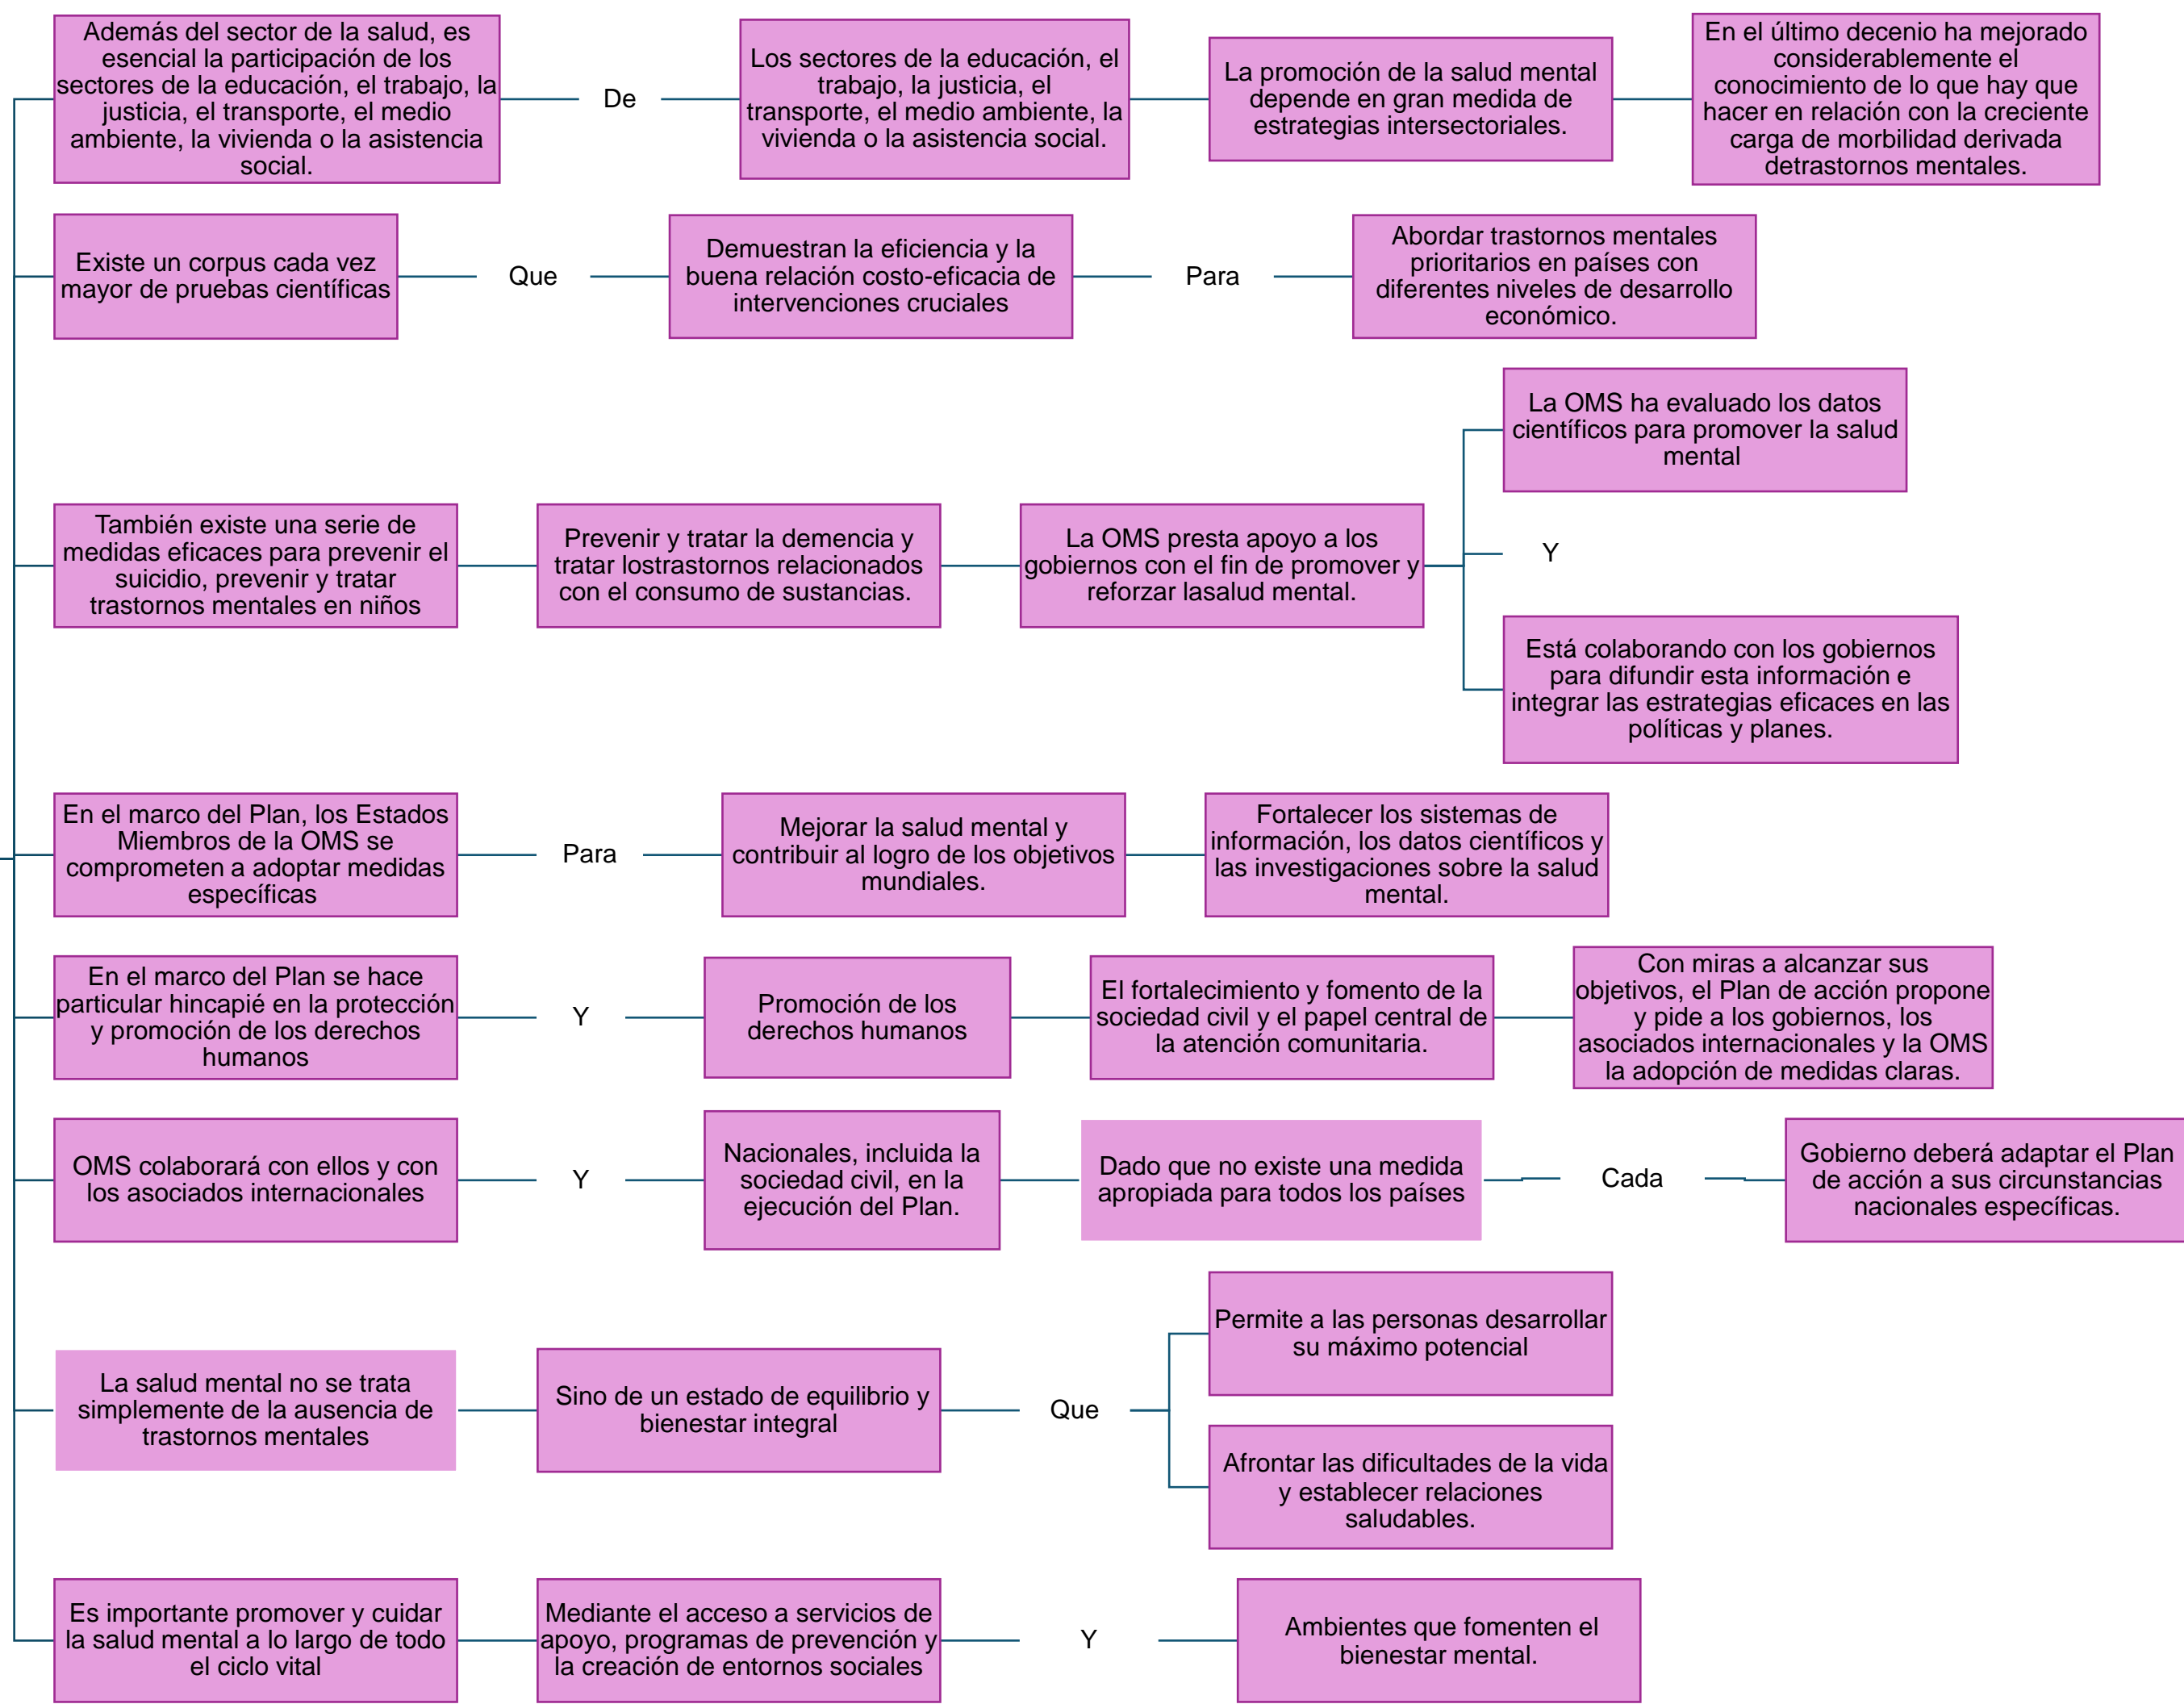 Además del sector de la salud, es
esencial la participación de los
sectores de la educación, el trabajo, la
justicia, el transporte, el medio
ambiente, la vivienda o la asistencia
social.
De
Los sectores de la educación, el
trabajo, la justicia, el
transporte, el medio ambiente, la
vivienda o la asistencia social.
La promoción de la salud mental
depende en gran medida de
estrategias intersectoriales.
En el último decenio ha mejorado
considerablemente el
conocimiento de lo que hay que
hacer en relación con la creciente
carga de morbilidad derivada
detrastornos mentales.
Existe un corpus cada vez
mayor de pruebas científicas
Que
Demuestran la eficiencia y la
buena relación costo-eficacia de
intervenciones cruciales
Para
Abordar trastornos mentales
prioritarios en países con
diferentes niveles de desarrollo
económico.
También existe una serie de
medidas eficaces para prevenir el
suicidio, prevenir y tratar
trastornos mentales en niños
Prevenir y tratar la demencia y
tratar lostrastornos relacionados
con el consumo de sustancias.
La OMS presta apoyo a los
gobiernos con el fin de promover y
reforzar lasalud mental.
La OMS ha evaluado los datos
científicos para promover la salud
mental
Y
Está colaborando con los gobiernos
para difundir esta información e
integrar las estrategias eficaces en las
políticas y planes.
En el marco del Plan, los Estados
Miembros de la OMS se
comprometen a adoptar medidas
específicas
Para
Mejorar la salud mental y
contribuir al logro de los objetivos
mundiales.
Fortalecer los sistemas de
información, los datos científicos y
las investigaciones sobre la salud
mental.
En el marco del Plan se hace
particular hincapié en la protección
y promoción de los derechos
humanos
Y
Promoción de los
derechos humanos
El fortalecimiento y fomento de la
sociedad civil y el papel central de
la atención comunitaria.
Con miras a alcanzar sus
objetivos, el Plan de acción propone
y pide a los gobiernos, los
asociados internacionales y la OMS
la adopción de medidas claras.
OMS colaborará con ellos y con
los asociados internacionales
Y
Nacionales, incluida la
sociedad civil, en la
ejecución del Plan.
Dado que no existe una medida
apropiada para todos los países
Cada
Gobierno deberá adaptar el Plan
de acción a sus circunstancias
nacionales específicas.
La salud mental no se trata
simplemente de la ausencia de
trastornos mentales
Sino de un estado de equilibrio y
bienestar integral
Que
Permite a las personas desarrollar
su máximo potencial
Afrontar las dificultades de la vida
y establecer relaciones
saludables.
Es importante promover y cuidar
la salud mental a lo largo de todo
el ciclo vital
Mediante el acceso a servicios de
apoyo, programas de prevención y
la creación de entornos sociales
Y
Ambientes que fomenten el
bienestar mental.